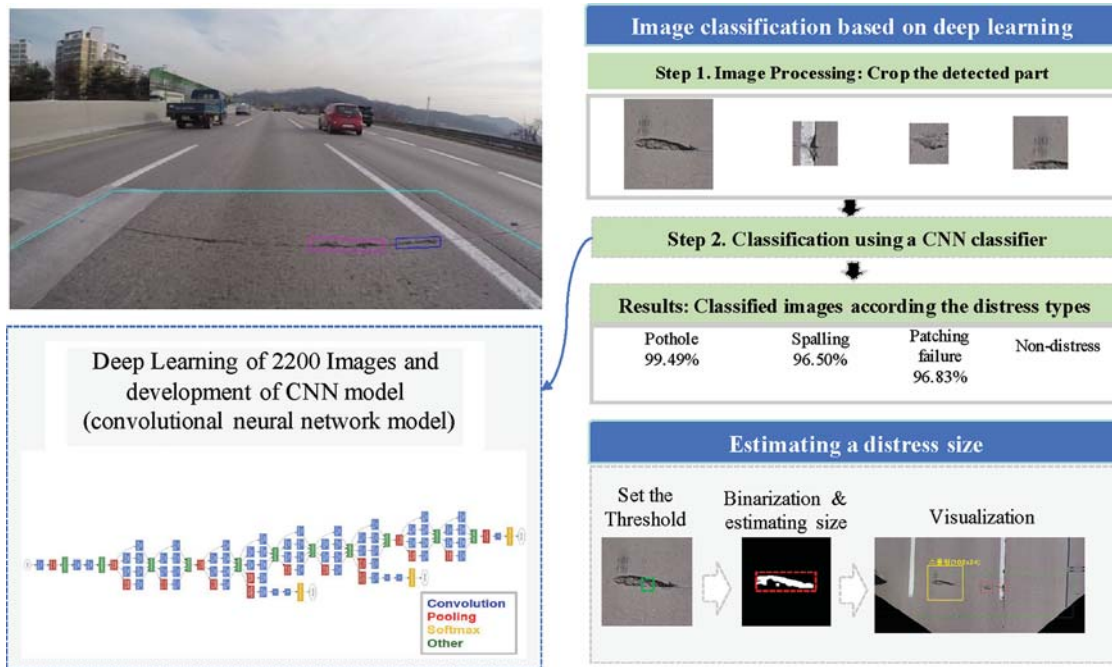 Image classification based on deep learning
Step 1. Image Processing: Crop the detected part
Step 2. Classification using a CNN classifier
Results: Classified images according the distress types
Pothole
99.49%
Spalling
96.50%
Patching
failure
96.83%
Non-distress
Deep Learning of 2200 Images and
development of CNN model
(convolutional neural network model)
Convolution
Pooling
Softmax
Other
Estimating a distress size
Set the
Threshold
Binarization &
estimating size
Visualization